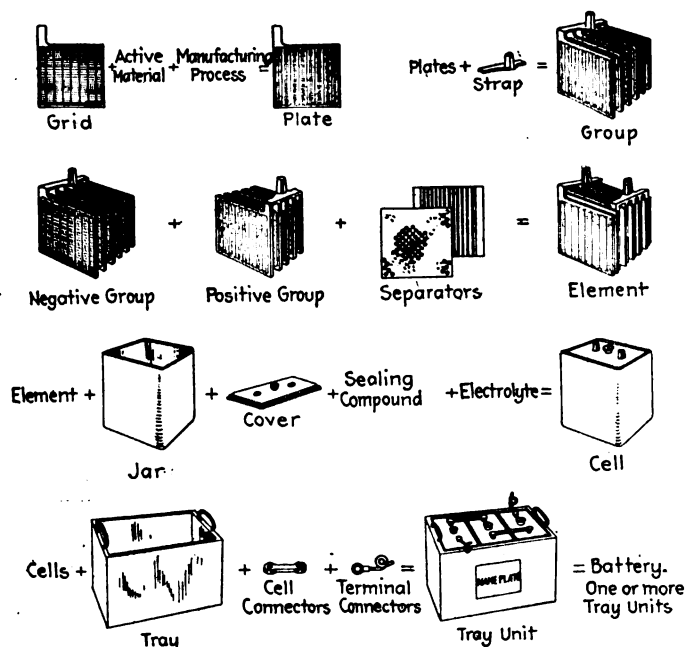 + Active Material + Manufacturing Process =
Grid
Plate
Plates + Strap =
Group
+ + =
Negative Group
Positive Group
Separators
Element
Element + + + Sealing Compound + Electrolyte =
Jar
Cover
Cell
Cells + + Cell Connectors + Terminal Connectors = = Battery. One or more Tray Units
NAME PLATE
Tray
Tray Unit